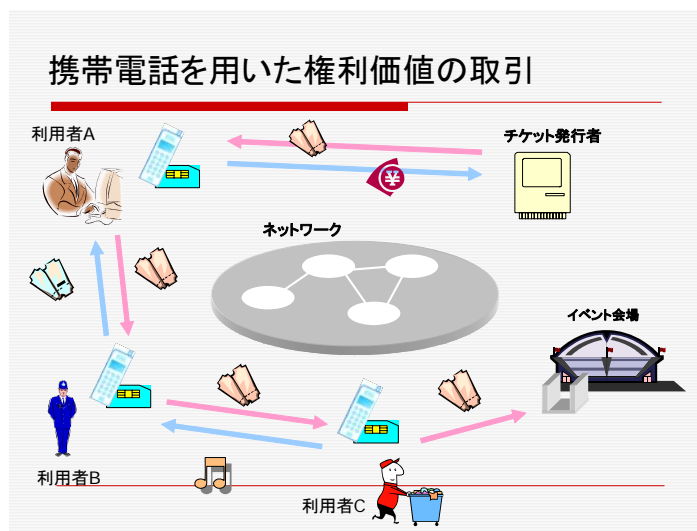 携帯電話を用いた権利価値の取引
利用者A
チケット発行者
¥
ネットワーク
イベント会場
利用者B
利用者C